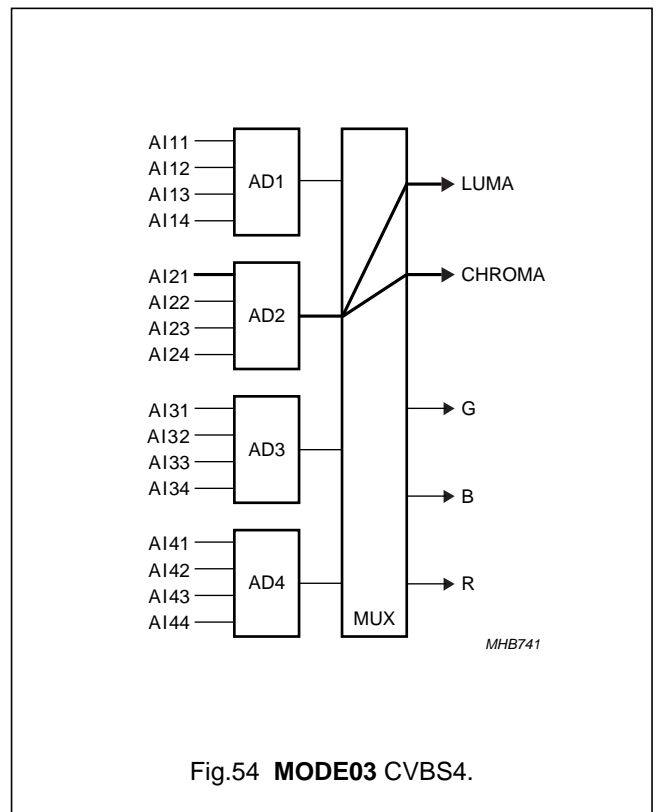 AI11
AI12
AI13
AI14
AD1
LUMA
AI21
AI22
AI23
AI24
AD2
CHROMA
AI31
AI32
AI33
AI34
AD3
G
B
AI41
AI42
AI43
AI44
AD4
R
MUX
MHB741
Fig.54 MODE03 CVBS4.